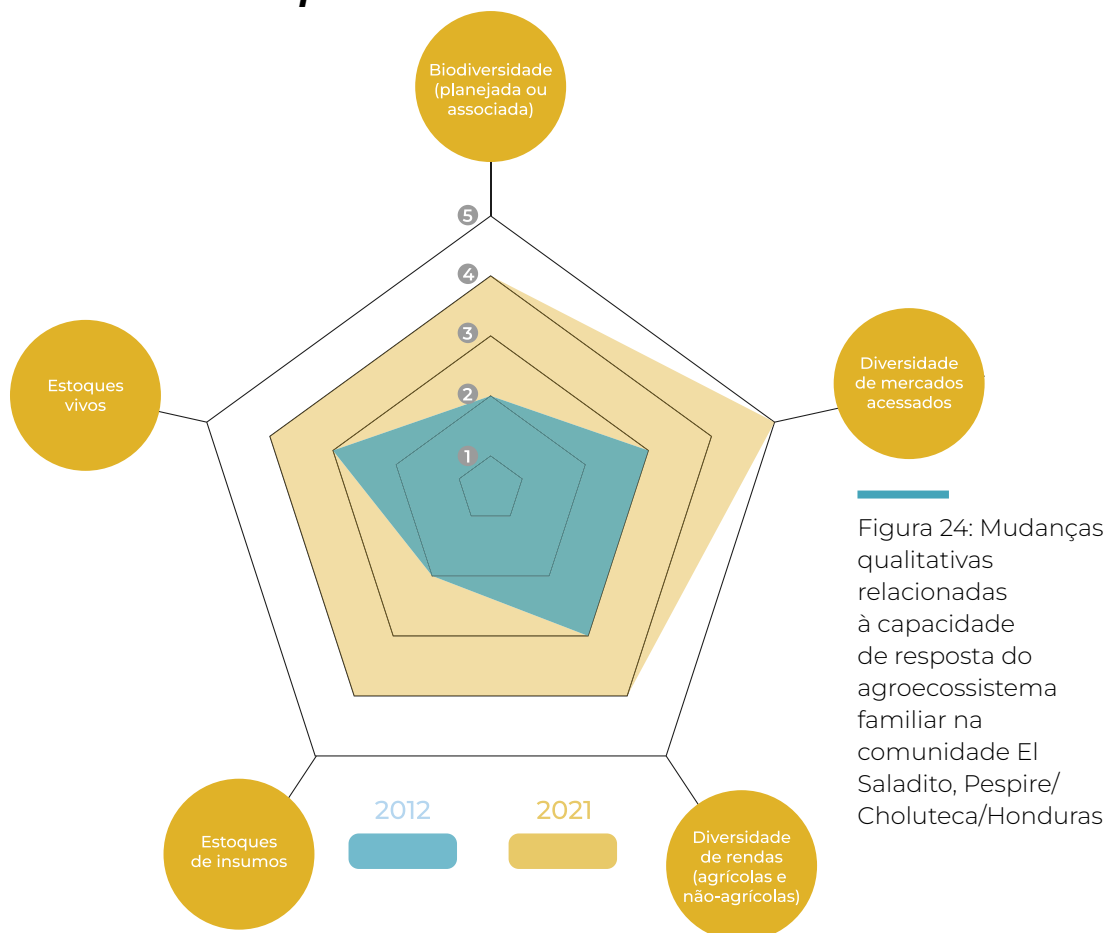 Biodiversidade
(planejada ou
associada)
5
4
3
2
1
Estoques
vivos
Diversidade
de mercados
acessados
Figura 24: Mudanças
qualitativas
relacionadas
à capacidade
de resposta do
agroecossistema
familiar na
comunidade El
Saladito, Pespire/
Choluteca/Honduras
Estoques
de insumos
2012
2021
Diversidade
de rendas
(agrícolas e
não-agrícolas)